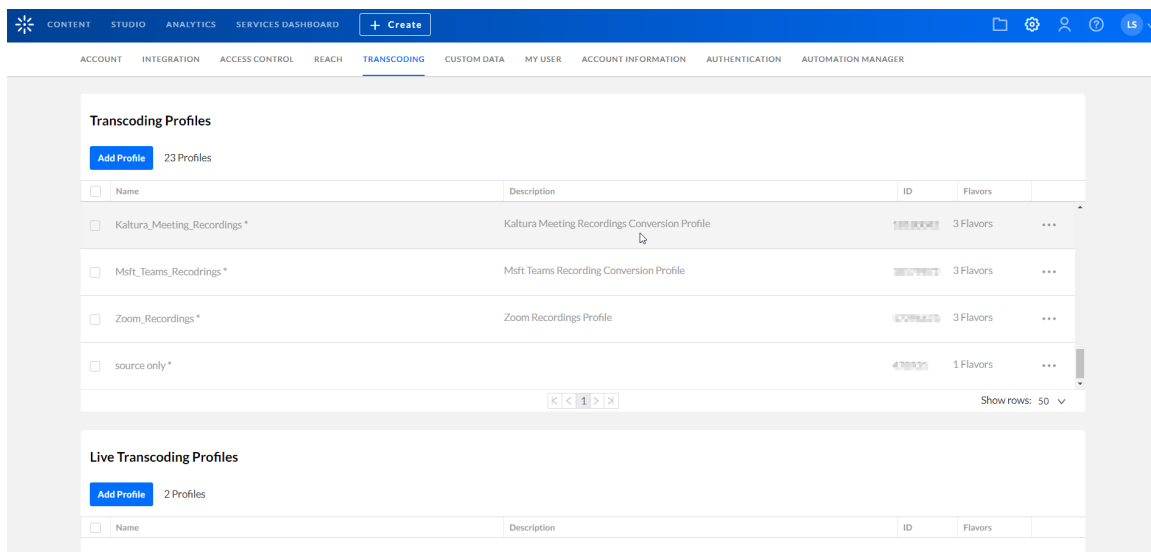 CONTENT STUDIO ANALYTICS SERVICES DASHBOARD + Create LS
ACCOUNT INTEGRATION ACCESS CONTROL REACH TRANSCODING CUSTOM DATA MY USER ACCOUNT INFORMATION AUTHENTICATION AUTOMATION MANAGER
Transcoding Profiles
Add Profile 23 Profiles
Name Description ID Flavors
Kaltura_Meeting_Recordings * Kaltura Meeting Recordings Conversion Profile 3 Flavors
Msft_Teams_Recodrings * Msft Teams Recording Conversion Profile 3 Flavors
Zoom_Recordings * Zoom Recordings Profile 3 Flavors
source only * 1 Flavors
1 Show rows: 50
Live Transcoding Profiles
Add Profile 2 Profiles
Name Description ID Flavors